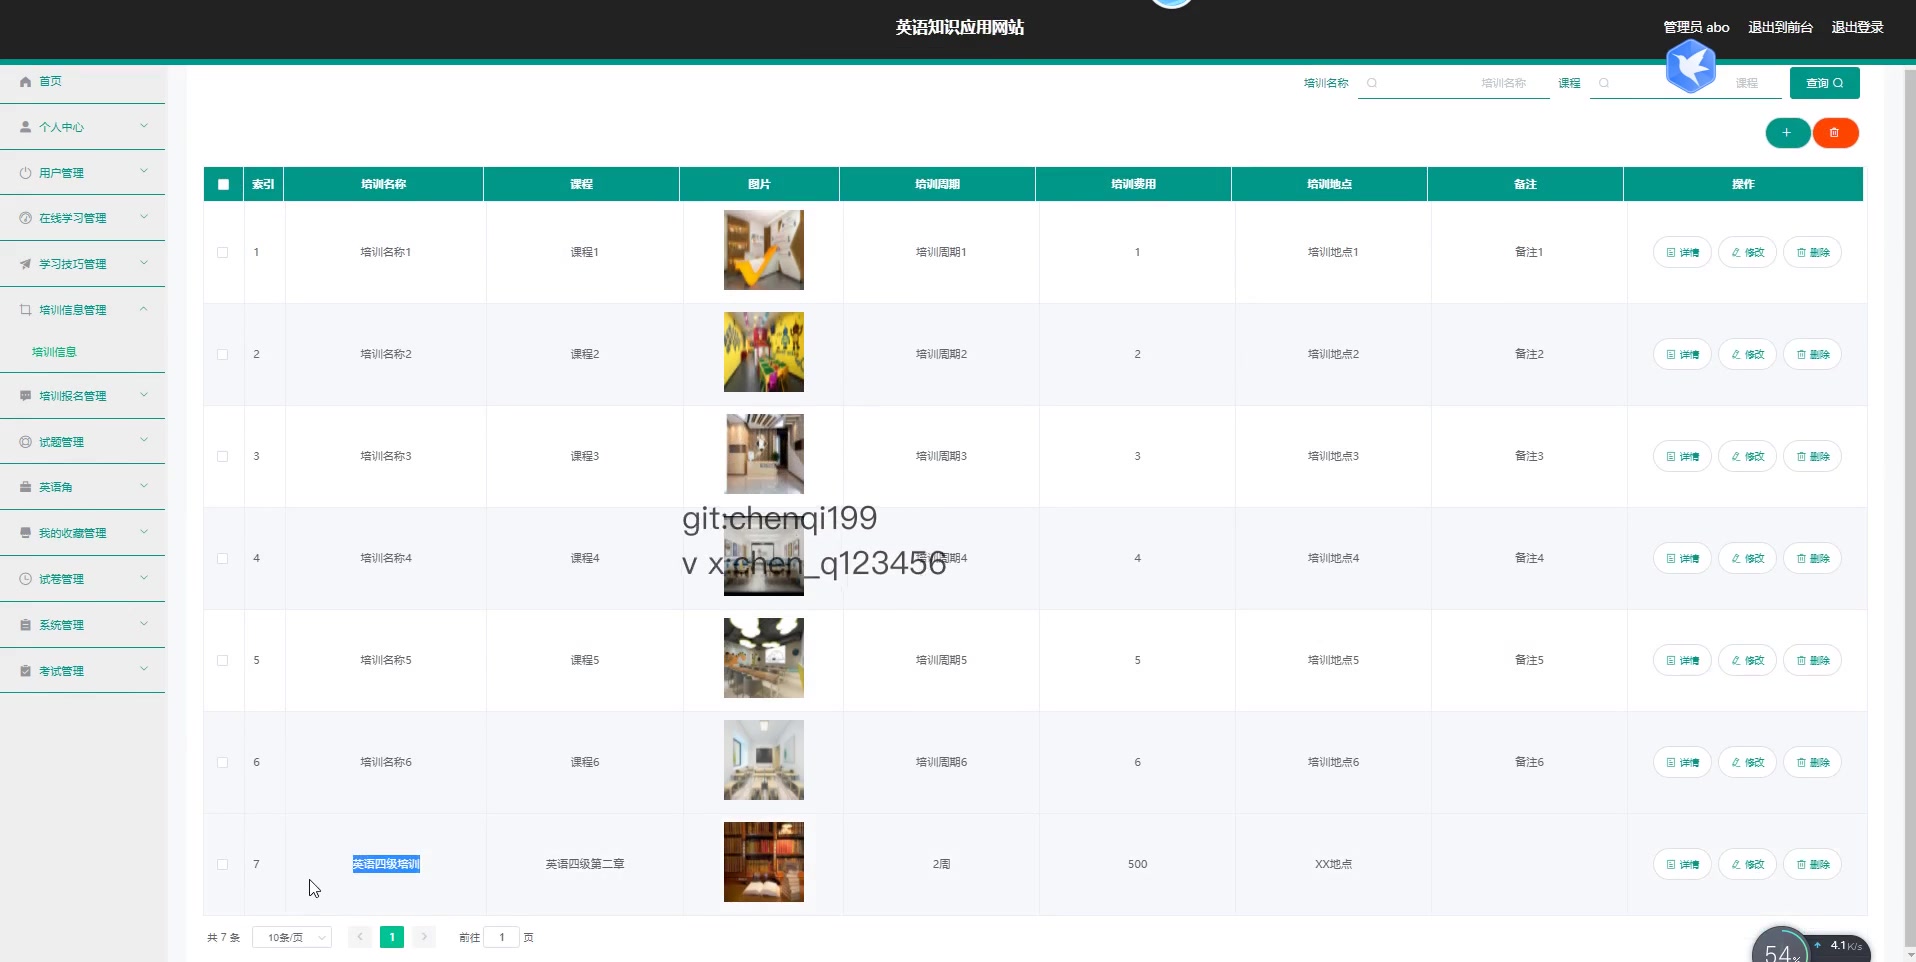 英语知识应用网站
管理员 abo 退出到前台 退出登录
首页
个人中心
用户管理
在线学习管理
学习技巧管理
培训信息管理
培训信息
培训报名管理
试题管理
英语角
我的收藏管理
试卷管理
系统管理
考试管理
培训名称 培训名称 课程 课程 查询
索引 培训名称 课程 图片 培训周期 培训费用 培训地点 备注 操作
1 培训名称1 课程1 培训周期1 1 培训地点1 备注1 详情 修改 删除
2 培训名称2 课程2 培训周期2 2 培训地点2 备注2 详情 修改 删除
3 培训名称3 课程3 培训周期3 3 培训地点3 备注3 详情 修改 删除
git:chenqi199
4 培训名称4 课程4 培训周期4 4 培训地点4 备注4 详情 修改 删除
v x:chen_q123456
5 培训名称5 课程5 培训周期5 5 培训地点5 备注5 详情 修改 删除
6 培训名称6 课程6 培训周期6 6 培训地点6 备注6 详情 修改 删除
7 英语四级培训 英语四级第二章 2周 500 XX地点 详情 修改 删除
共 7 条 10条/页 1 前往 1 页
54% 4.1K/s